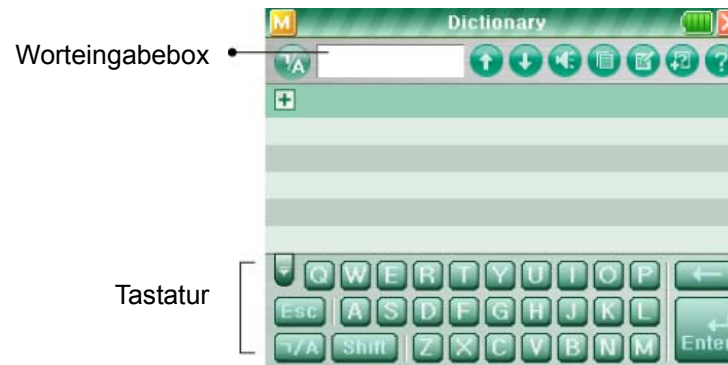 M Dictionary
Worteingabebox
ㄱ/A
?
Q W E R T Y U I O P
Tastatur
Esc A S D F G H J K L
ㄱ/A Shift Z X C V B N M Enter